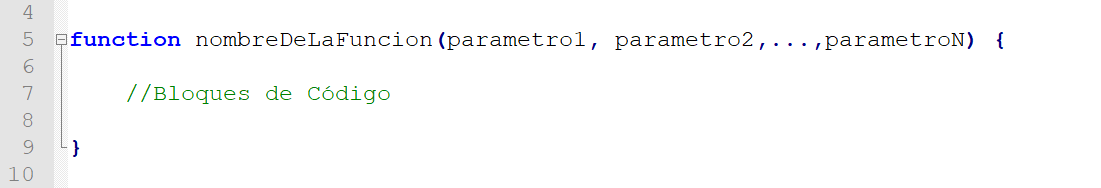 4
5 function nombreDeLaFuncion(parametro1, parametro2,...,parametroN) {
6
7 //Bloques de Código
8
9 }
10